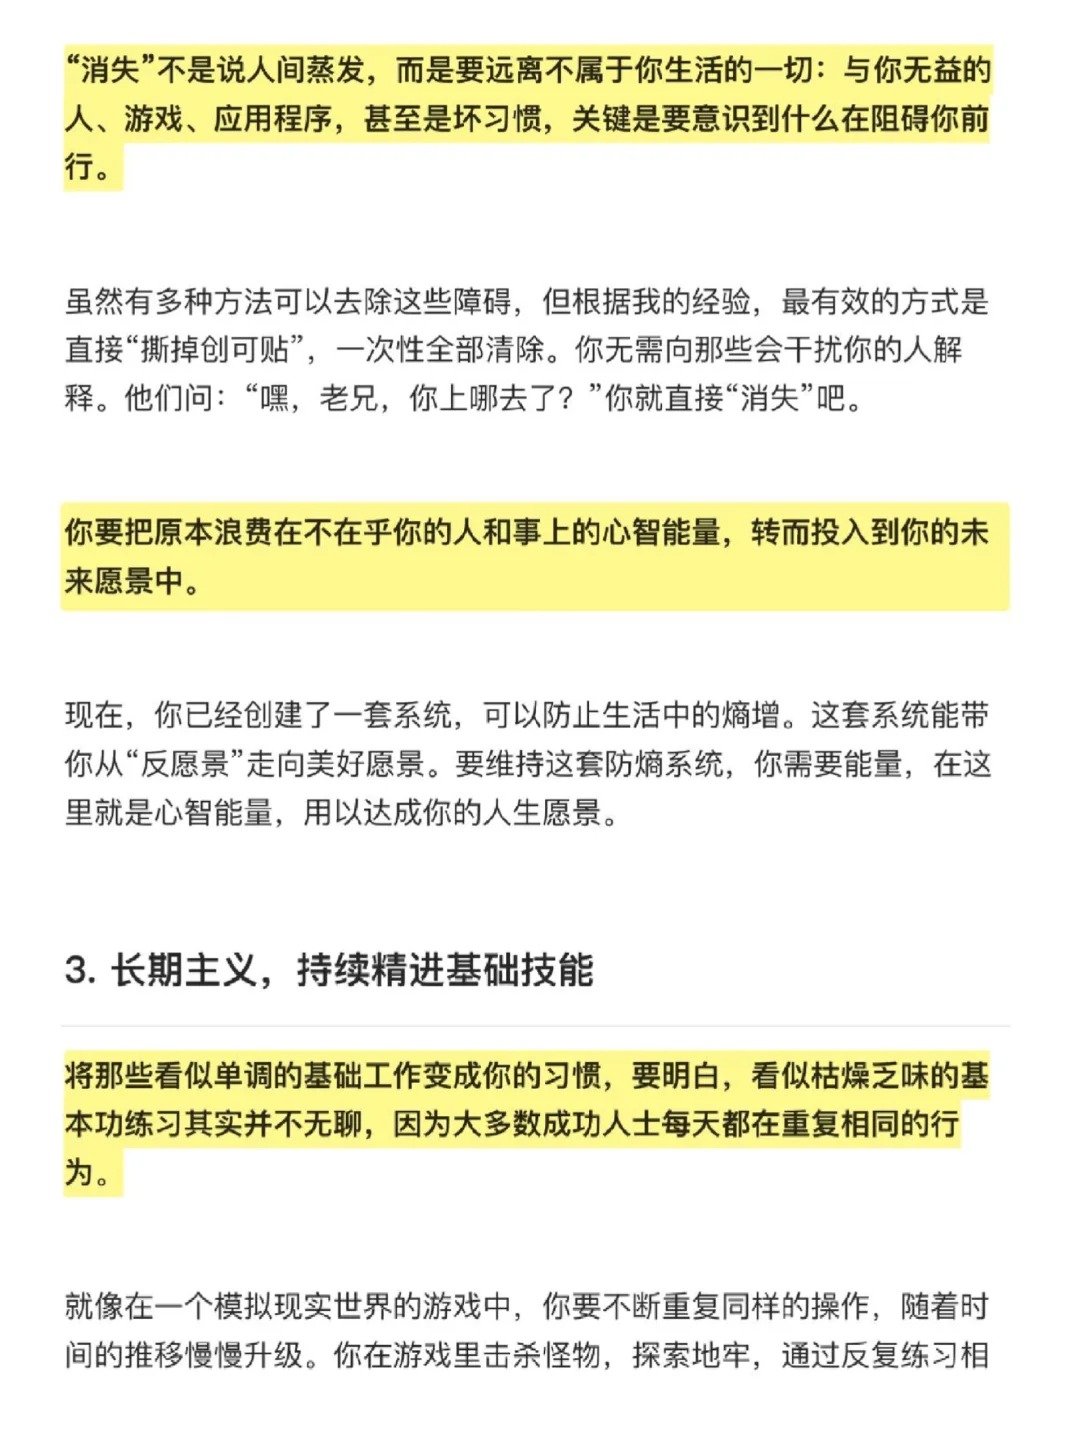 “消失”不是说人间蒸发，而是要远离不属于你生活的一切：与你无益的
人、游戏、应用程序，甚至是坏习惯，关键是要意识到什么在阻碍你前
行。
虽然有多种方法可以去除这些障碍，但根据我的经验，最有效的方式是
直接“撕掉创可贴”，一次性全部清除。你无需向那些会干扰你的人解
释。他们问：“嘿，老兄，你上哪去了？”你就直接“消失”吧。
你要把原本浪费在不在乎你的人和事上的心智能量，转而投入到你的未
来愿景中。
现在，你已经创建了一套系统，可以防止生活中的熵增。这套系统能带
你从“反愿景”走向美好愿景。要维持这套防熵系统，你需要能量，在这
里就是心智能量，用以达成你的人生愿景。
3. 长期主义，持续精进基础技能
将那些看似单调的基础工作变成你的习惯，要明白，看似枯燥乏味的基
本功练习其实并不无聊，因为大多数成功人士每天都在重复相同的行
为。
就像在一个模拟现实世界的游戏中，你要不断重复同样的操作，随着时
间的推移慢慢升级。你在游戏里击杀怪物，探索地牢，通过反复练习相